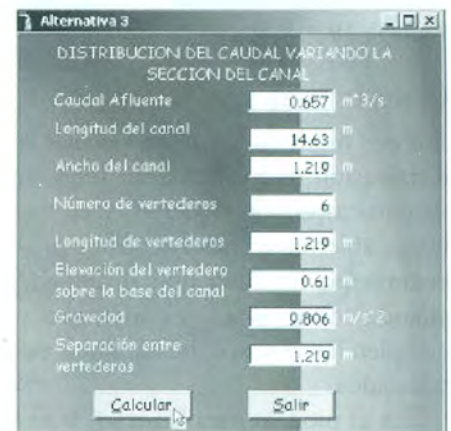 Alternativa 3
DISTRIBUCION DEL CAUDAL VARIANDO LA
SECCION DEL CANAL
Caudal Afluente 0.657 m^3/s
Longitud del canal 14.63 m
Ancho del canal 1.219 m
Número de vertederos 6
Longitud de vertederos 1.219 m
Elevación del vertedero
sobre la base del canal 0.61 m
Gravedad 9.806 m/s^2
Separación entre
vertederos 1.219 m
Calcular Salir